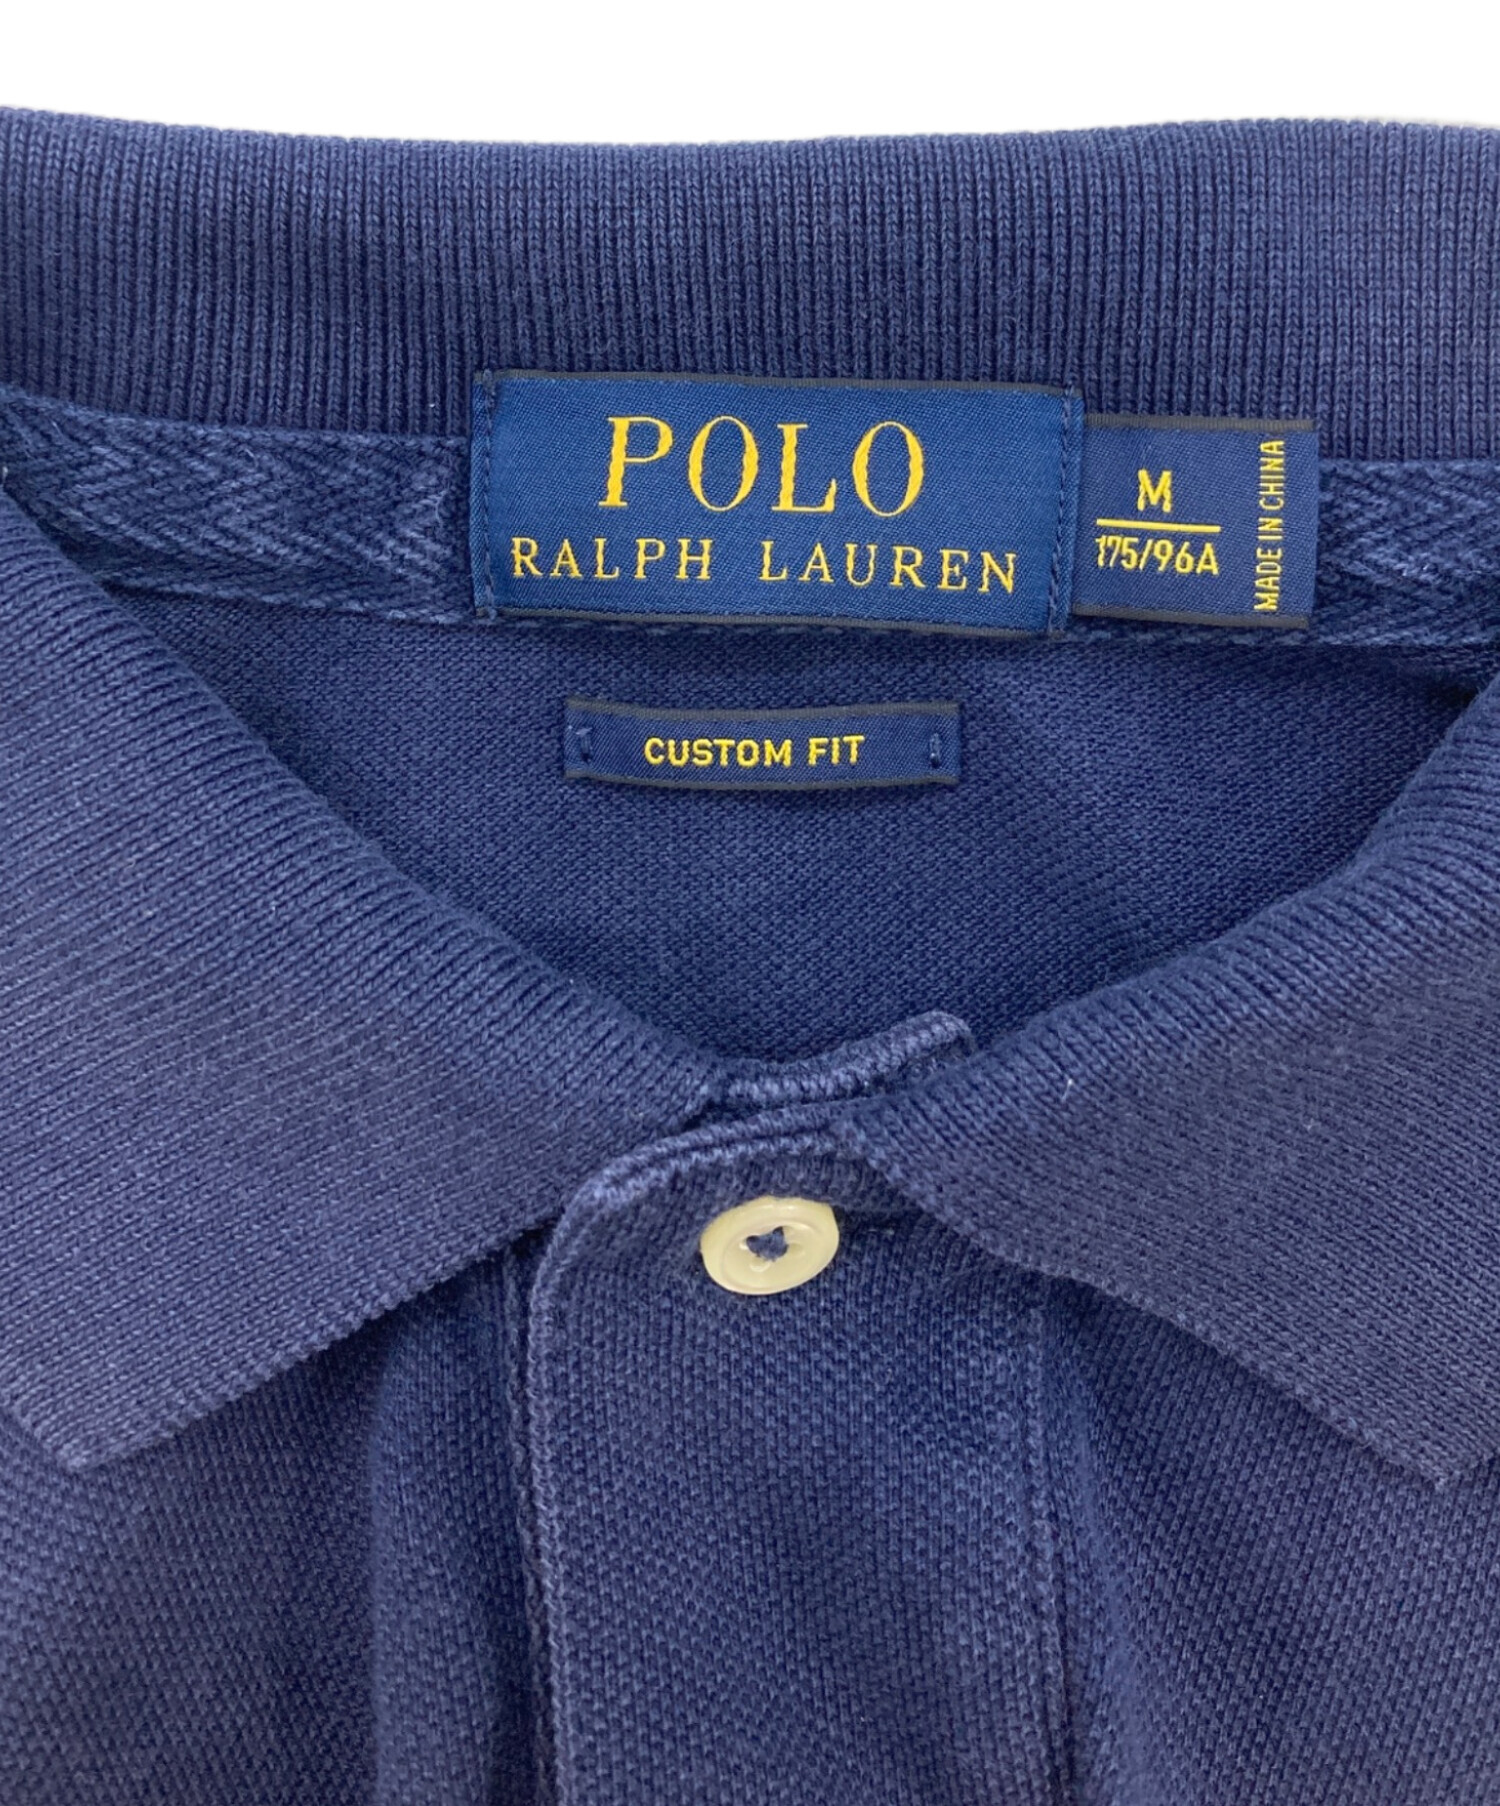 POLO
RALPH LAUREN
M
175/96A
MADE IN CHINA
CUSTOM FIT